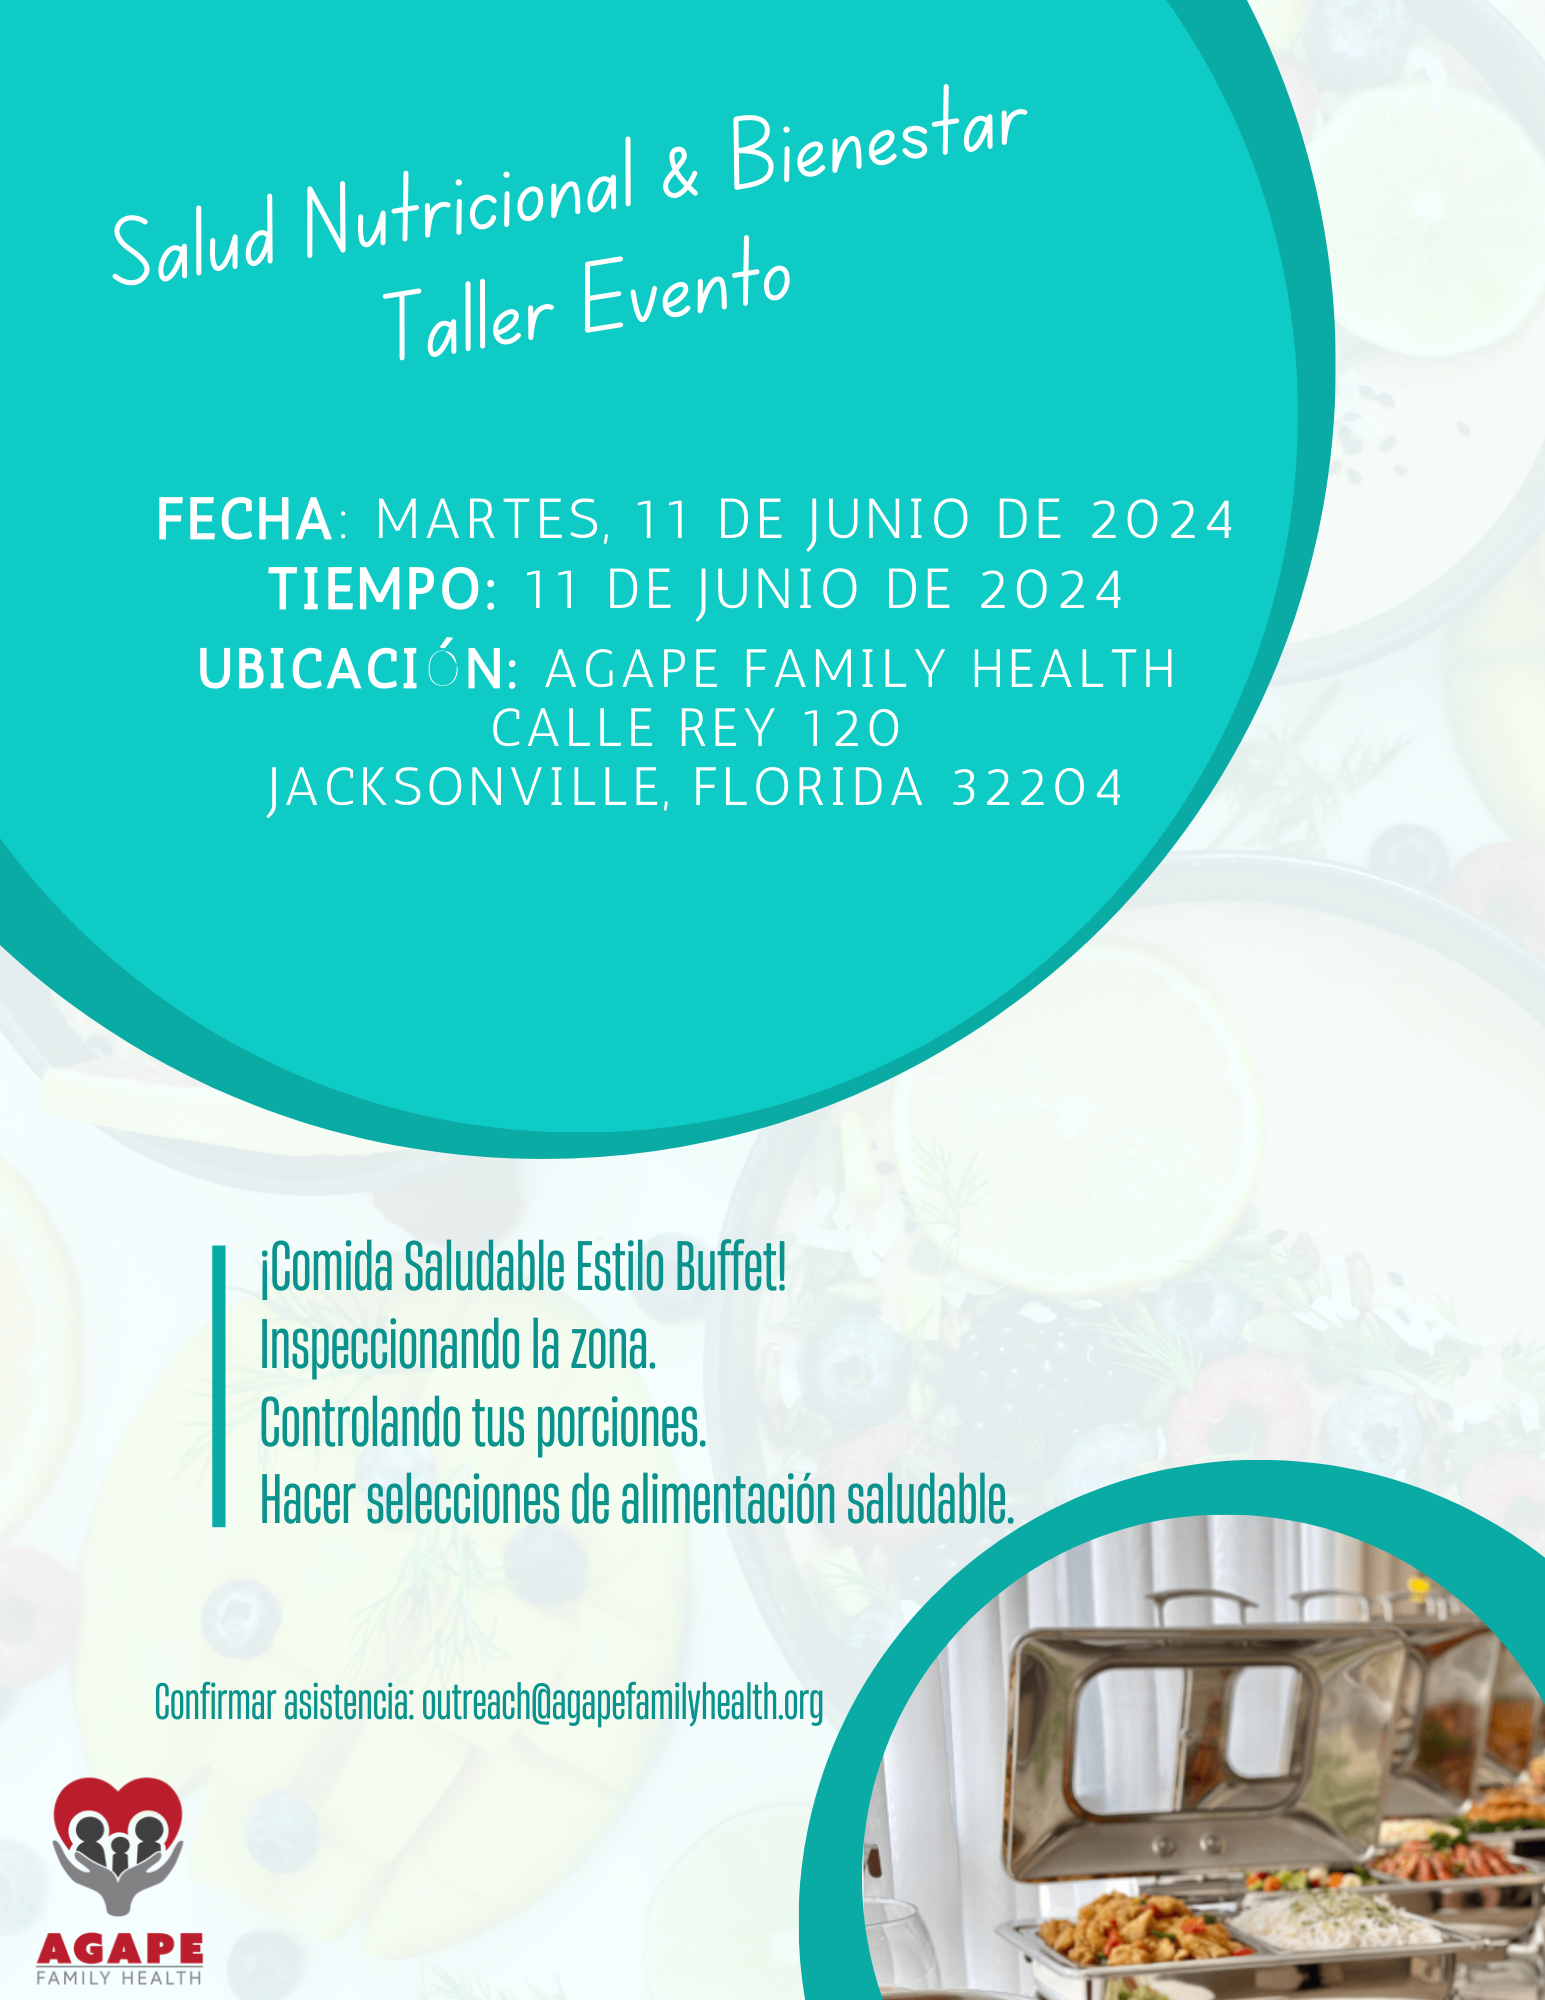 Salud Nutricional & Bienestar
Taller Evento
FECHA: MARTES, 11 DE JUNIO DE 2024
TIEMPO: 11 DE JUNIO DE 2024
UBICACIÓN: AGAPE FAMILY HEALTH
CALLE REY 120
JACKSONVILLE, FLORIDA 32204
¡Comida Saludable Estilo Buffet!
Inspeccionando la zona.
Controlando tus porciones.
Hacer selecciones de alimentación saludable.
Confirmar asistencia: outreach@agapefamilyhealth.org
AGAPE
FAMILY HEALTH